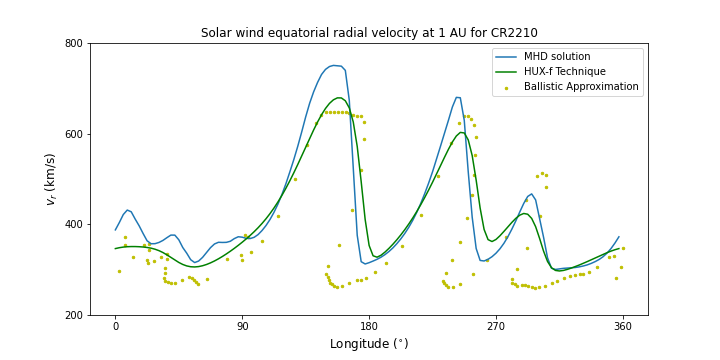 Solar wind equatorial radial velocity at 1 AU for CR2210
MHD solution
HUX-f Technique
Ballistic Approximation
v_r (km/s)
800
600
400
200
0 90 180 270 360
Longitude (°)